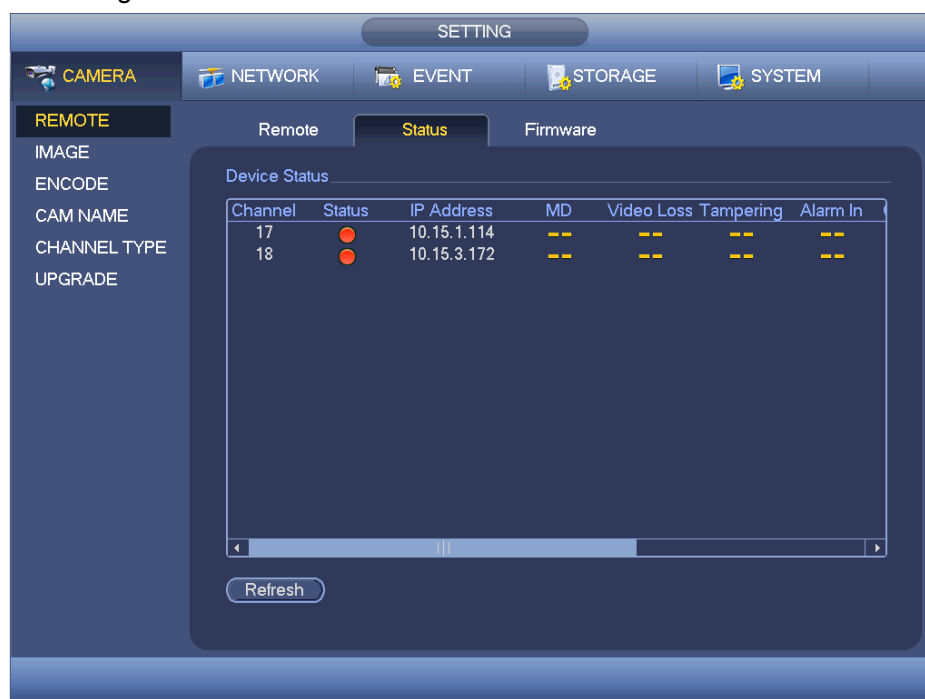 SETTING
CAMERA NETWORK EVENT STORAGE SYSTEM
REMOTE
IMAGE
ENCODE
CAM NAME
CHANNEL TYPE
UPGRADE
Remote Status Firmware
Device Status
Channel Status IP Address MD Video Loss Tampering Alarm In
17 10.15.1.114 -- -- -- --
18 10.15.3.172 -- -- -- --
Refresh